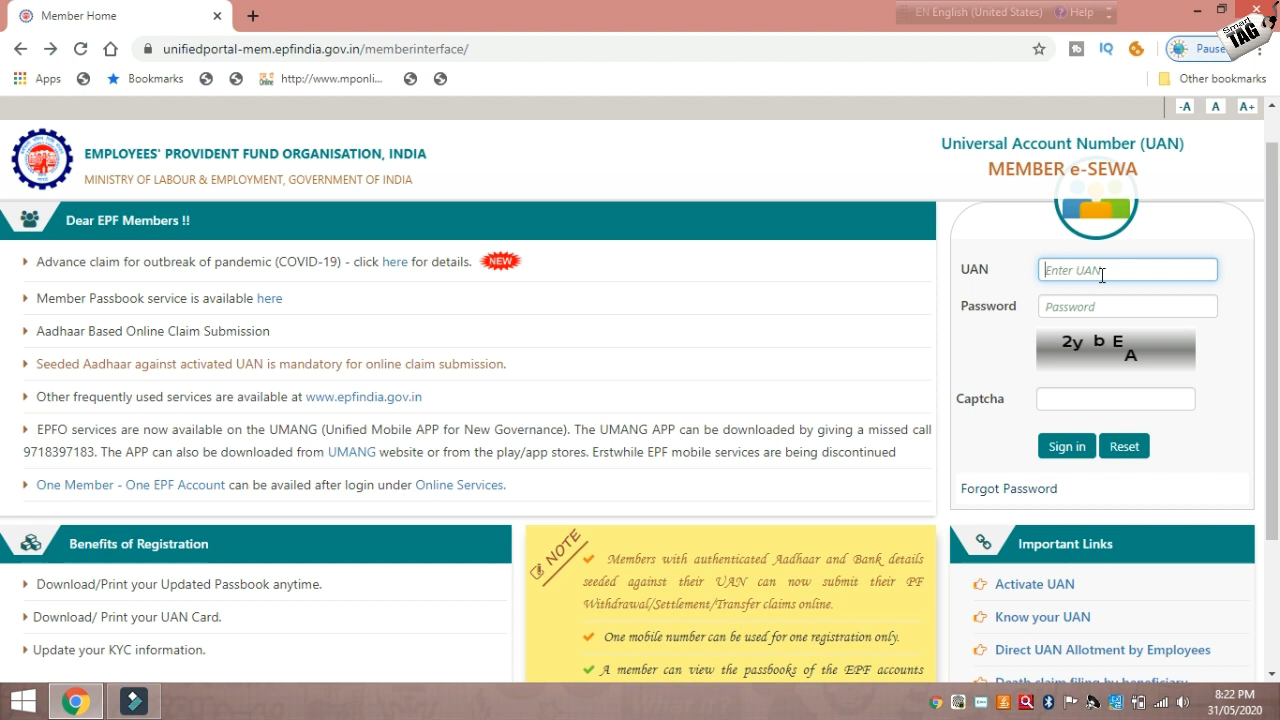 Member Home
EN English (United States) Help
Smart
TAG
unifiedportal-mem.epfindia.gov.in/memberinterface/
IQ
Pause
Apps
Bookmarks
http://www.mponli...
Other bookmarks
-A A A+
EMPLOYEES' PROVIDENT FUND ORGANISATION, INDIA
MINISTRY OF LABOUR & EMPLOYMENT, GOVERNMENT OF INDIA
Universal Account Number (UAN)
MEMBER e-SEWA
Dear EPF Members !!
Advance claim for outbreak of pandemic (COVID-19) - click here for details. NEW
Member Passbook service is available here
Aadhaar Based Online Claim Submission
Seeded Aadhaar against activated UAN is mandatory for online claim submission.
Other frequently used services are available at www.epfindia.gov.in
EPFO services are now available on the UMANG (Unified Mobile APP for New Governance). The UMANG APP can be downloaded by giving a missed call
9718397183. The APP can also be downloaded from UMANG website or from the play/app stores. Erstwhile EPF mobile services are being discontinued
One Member - One EPF Account can be availed after login under Online Services.
UAN
Enter UAN
Password
Password
2y b E A
Captcha
Sign in
Reset
Forgot Password
Benefits of Registration
Download/Print your Updated Passbook anytime.
Download/ Print your UAN Card.
Update your KYC information.
NOTE
Members with authenticated Aadhaar and Bank details
seeded against their UAN can now submit their PF
Withdrawal/Settlement/Transfer claims online.
One mobile number can be used for one registration only.
A member can view the passbooks of the EPF accounts
Important Links
Activate UAN
Know your UAN
Direct UAN Allotment by Employees
Death claim filing by beneficiary
8:22 PM
31/05/2020